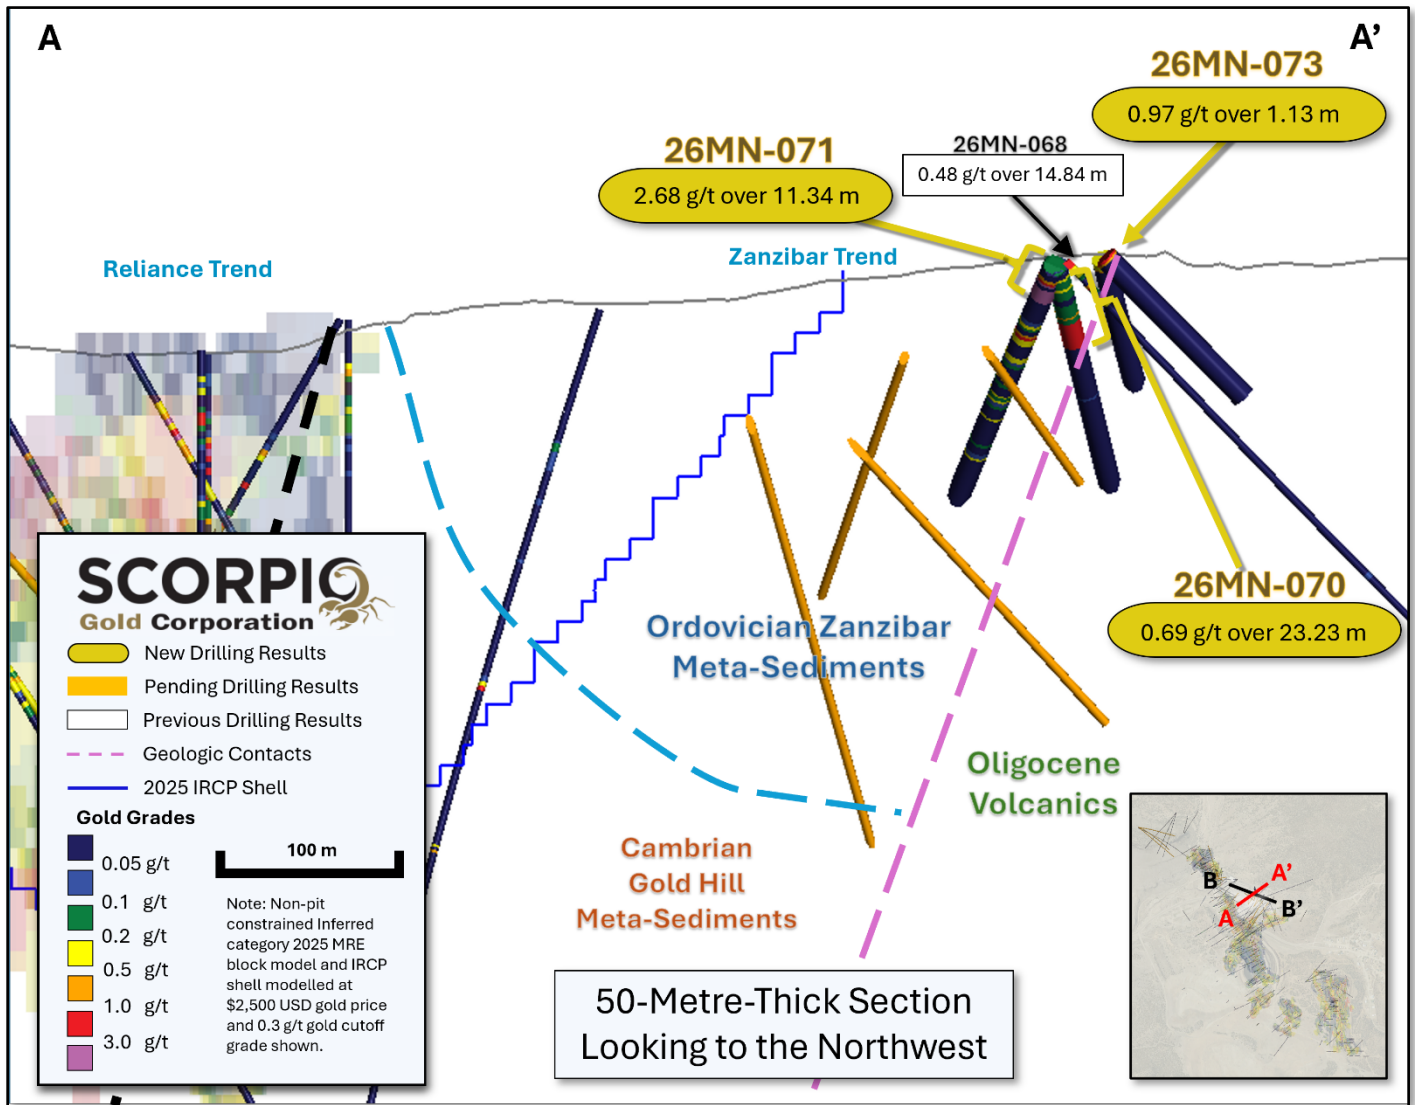 A
A’
26MN-073
0.97 g/t over 1.13 m
26MN-071
2.68 g/t over 11.34 m
26MN-068
0.48 g/t over 14.84 m
Reliance Trend
Zanzibar Trend
26MN-070
0.69 g/t over 23.23 m
Ordovician Zanzibar
Meta-Sediments
Oligocene
Volcanics
Cambrian
Gold Hill
Meta-Sediments
SCORPIO
Gold Corporation
New Drilling Results
Pending Drilling Results
Previous Drilling Results
Geologic Contacts
2025 IRCP Shell
Gold Grades
0.05 g/t
0.1 g/t
0.2 g/t
0.5 g/t
1.0 g/t
3.0 g/t
100 m
Note: Non-pit
constrained Inferred
category 2025 MRE
block model and IRCP
shell modelled at
$2,500 USD gold price
and 0.3 g/t gold cutoff
grade shown.
50-Metre-Thick Section
Looking to the Northwest
B
A’
A
B’